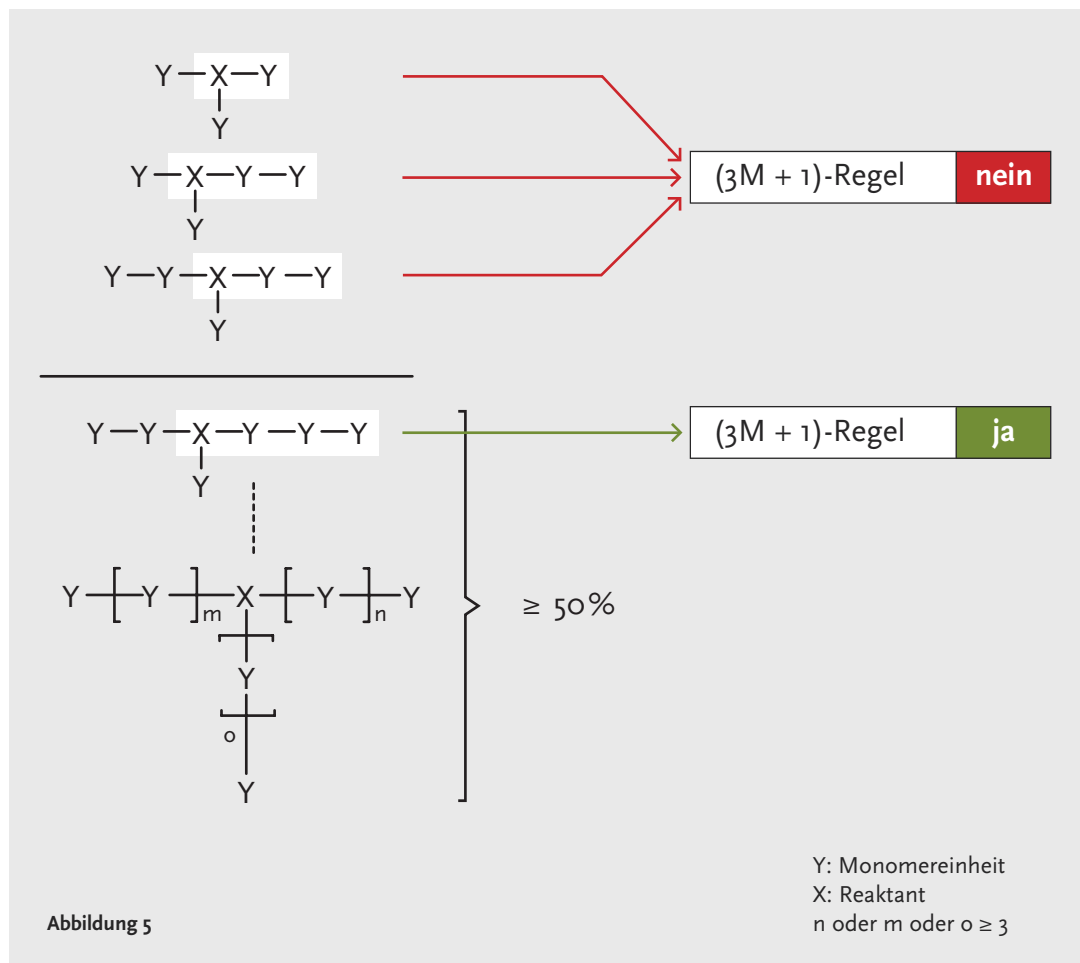 Y—X—Y
Y
(3M + 1)-Regel nein
Y—X—Y—Y
Y
Y—Y—X—Y—Y
Y
Y—Y—X—Y—Y—Y
(3M + 1)-Regel ja
Y
Y—[Y]m—X—[Y]n—Y
≥ 50%
Y
o
Y
Y: Monomereinheit
X: Reaktant
n oder m oder o ≥ 3
Abbildung 5